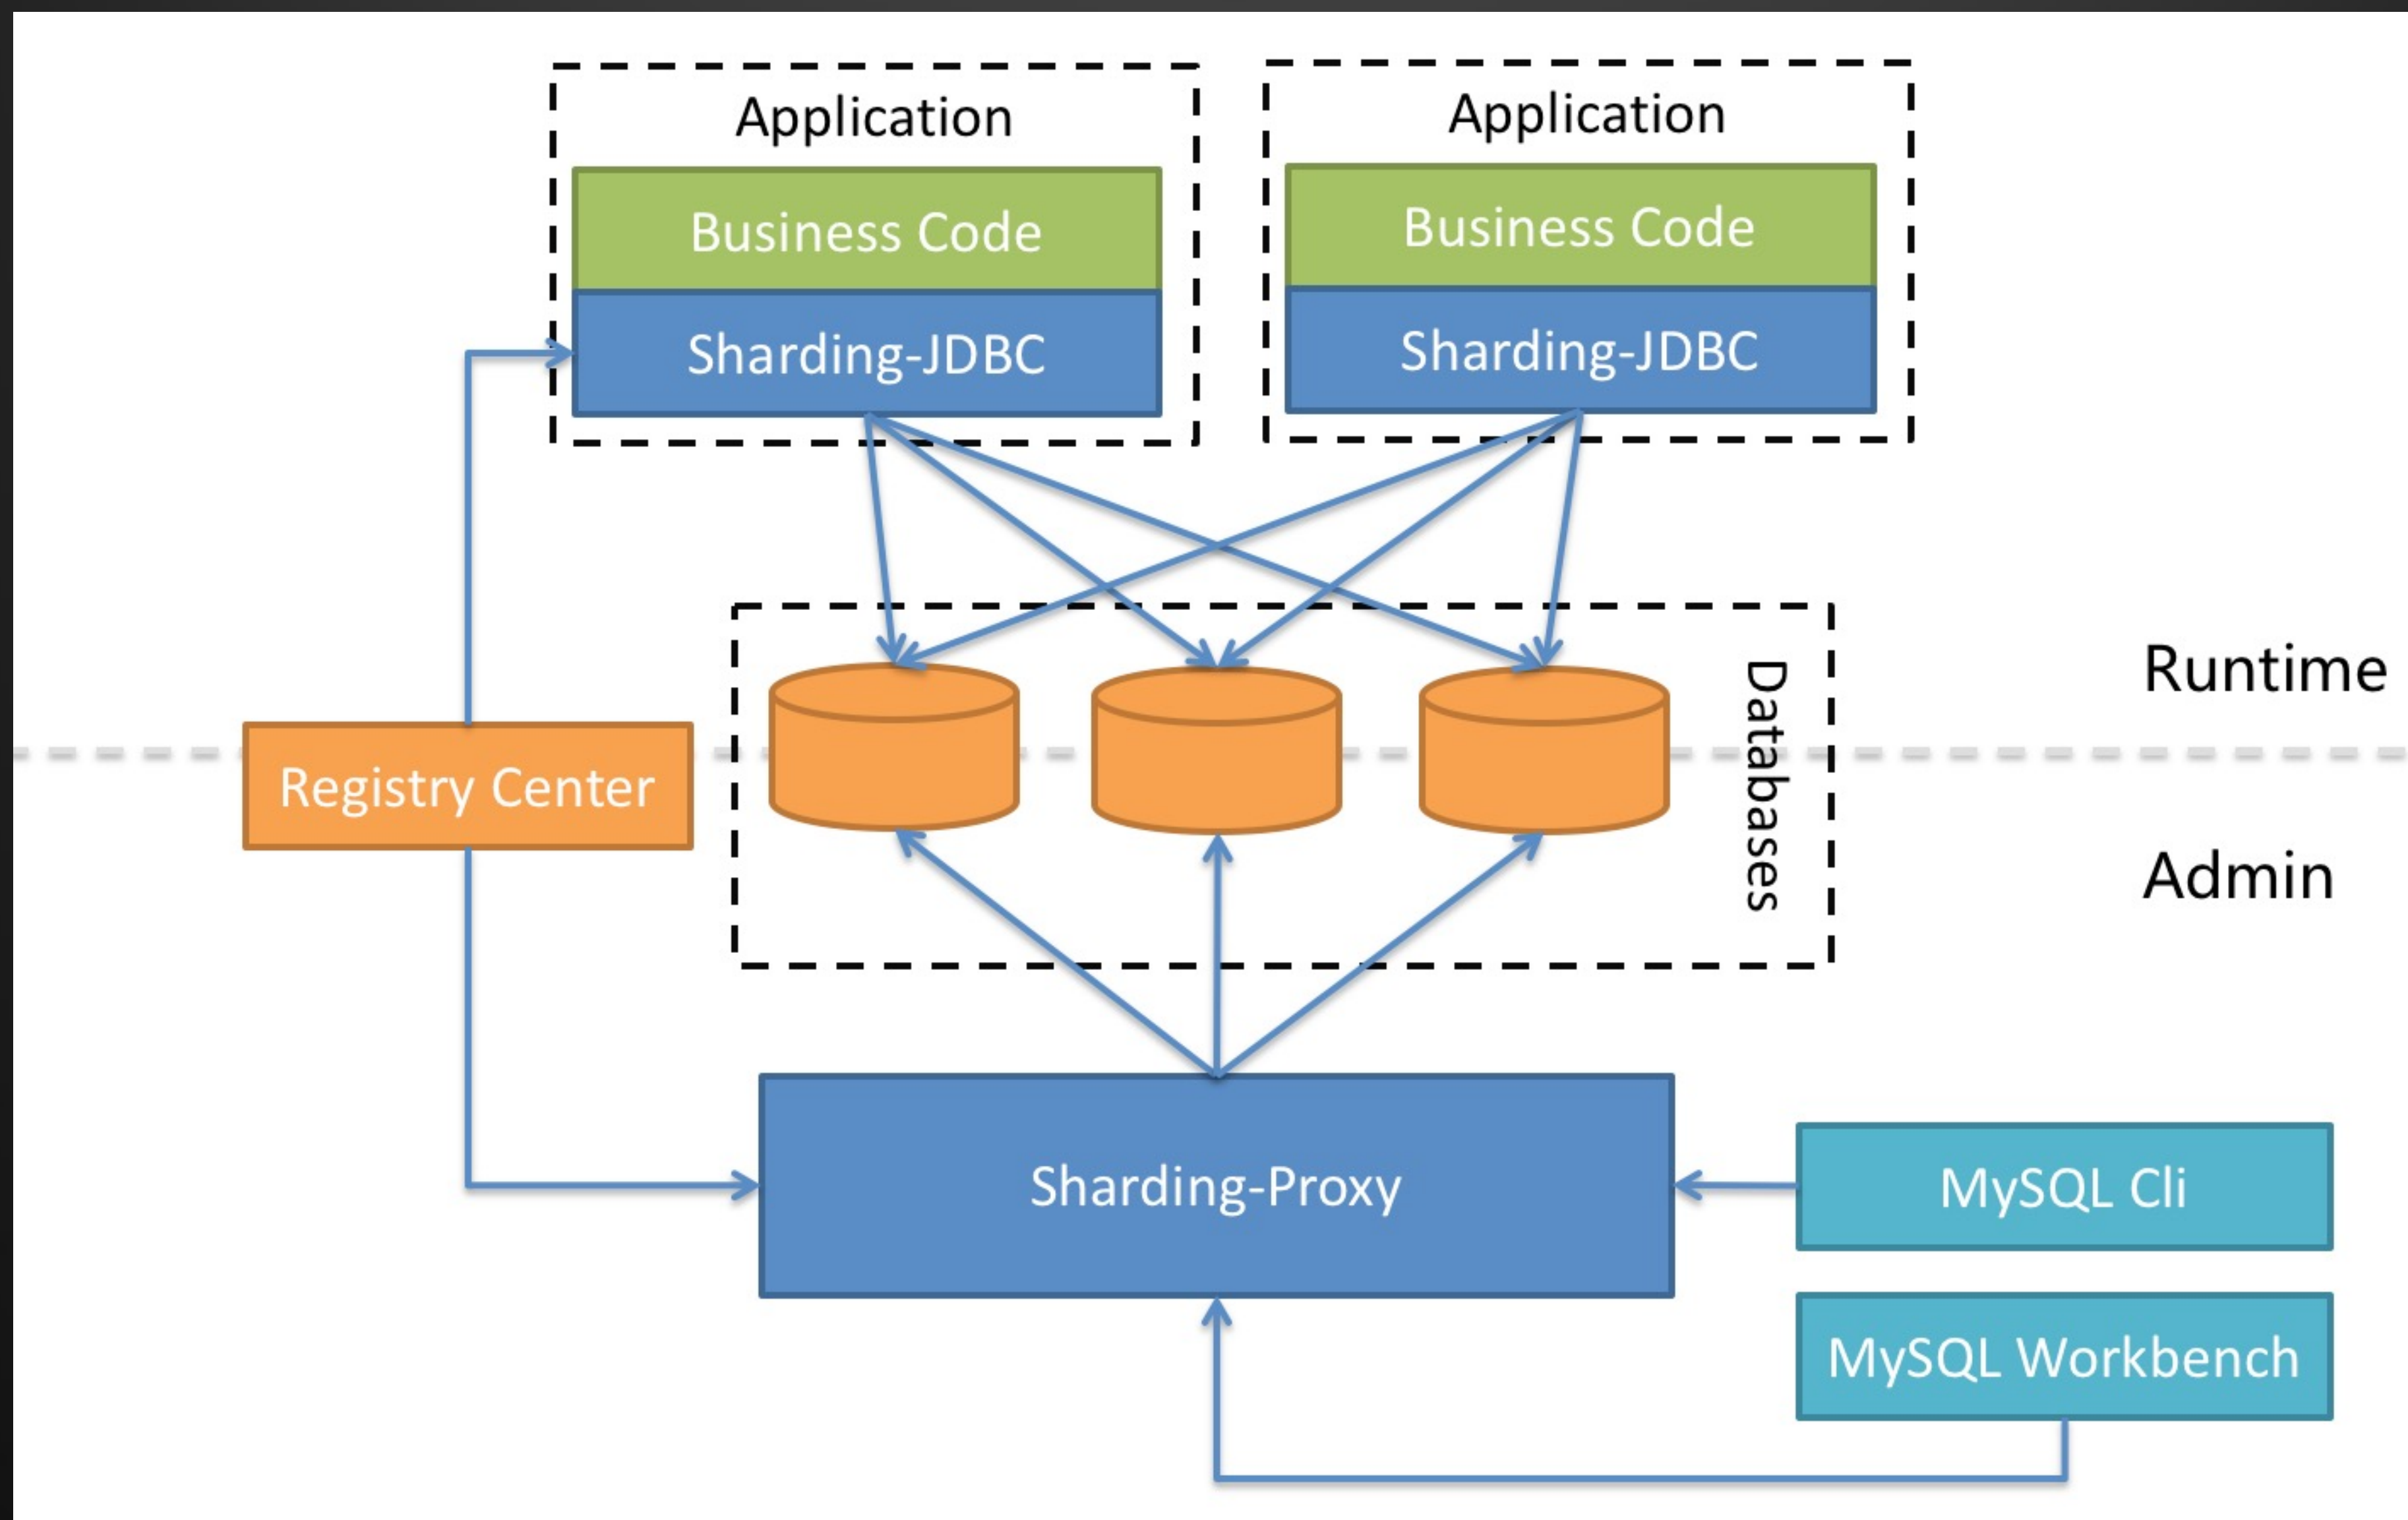 Application
Business Code
Sharding-JDBC
Application
Business Code
Sharding-JDBC
Databases
Runtime
Registry Center
Admin
Sharding-Proxy
MySQL Cli
MySQL Workbench